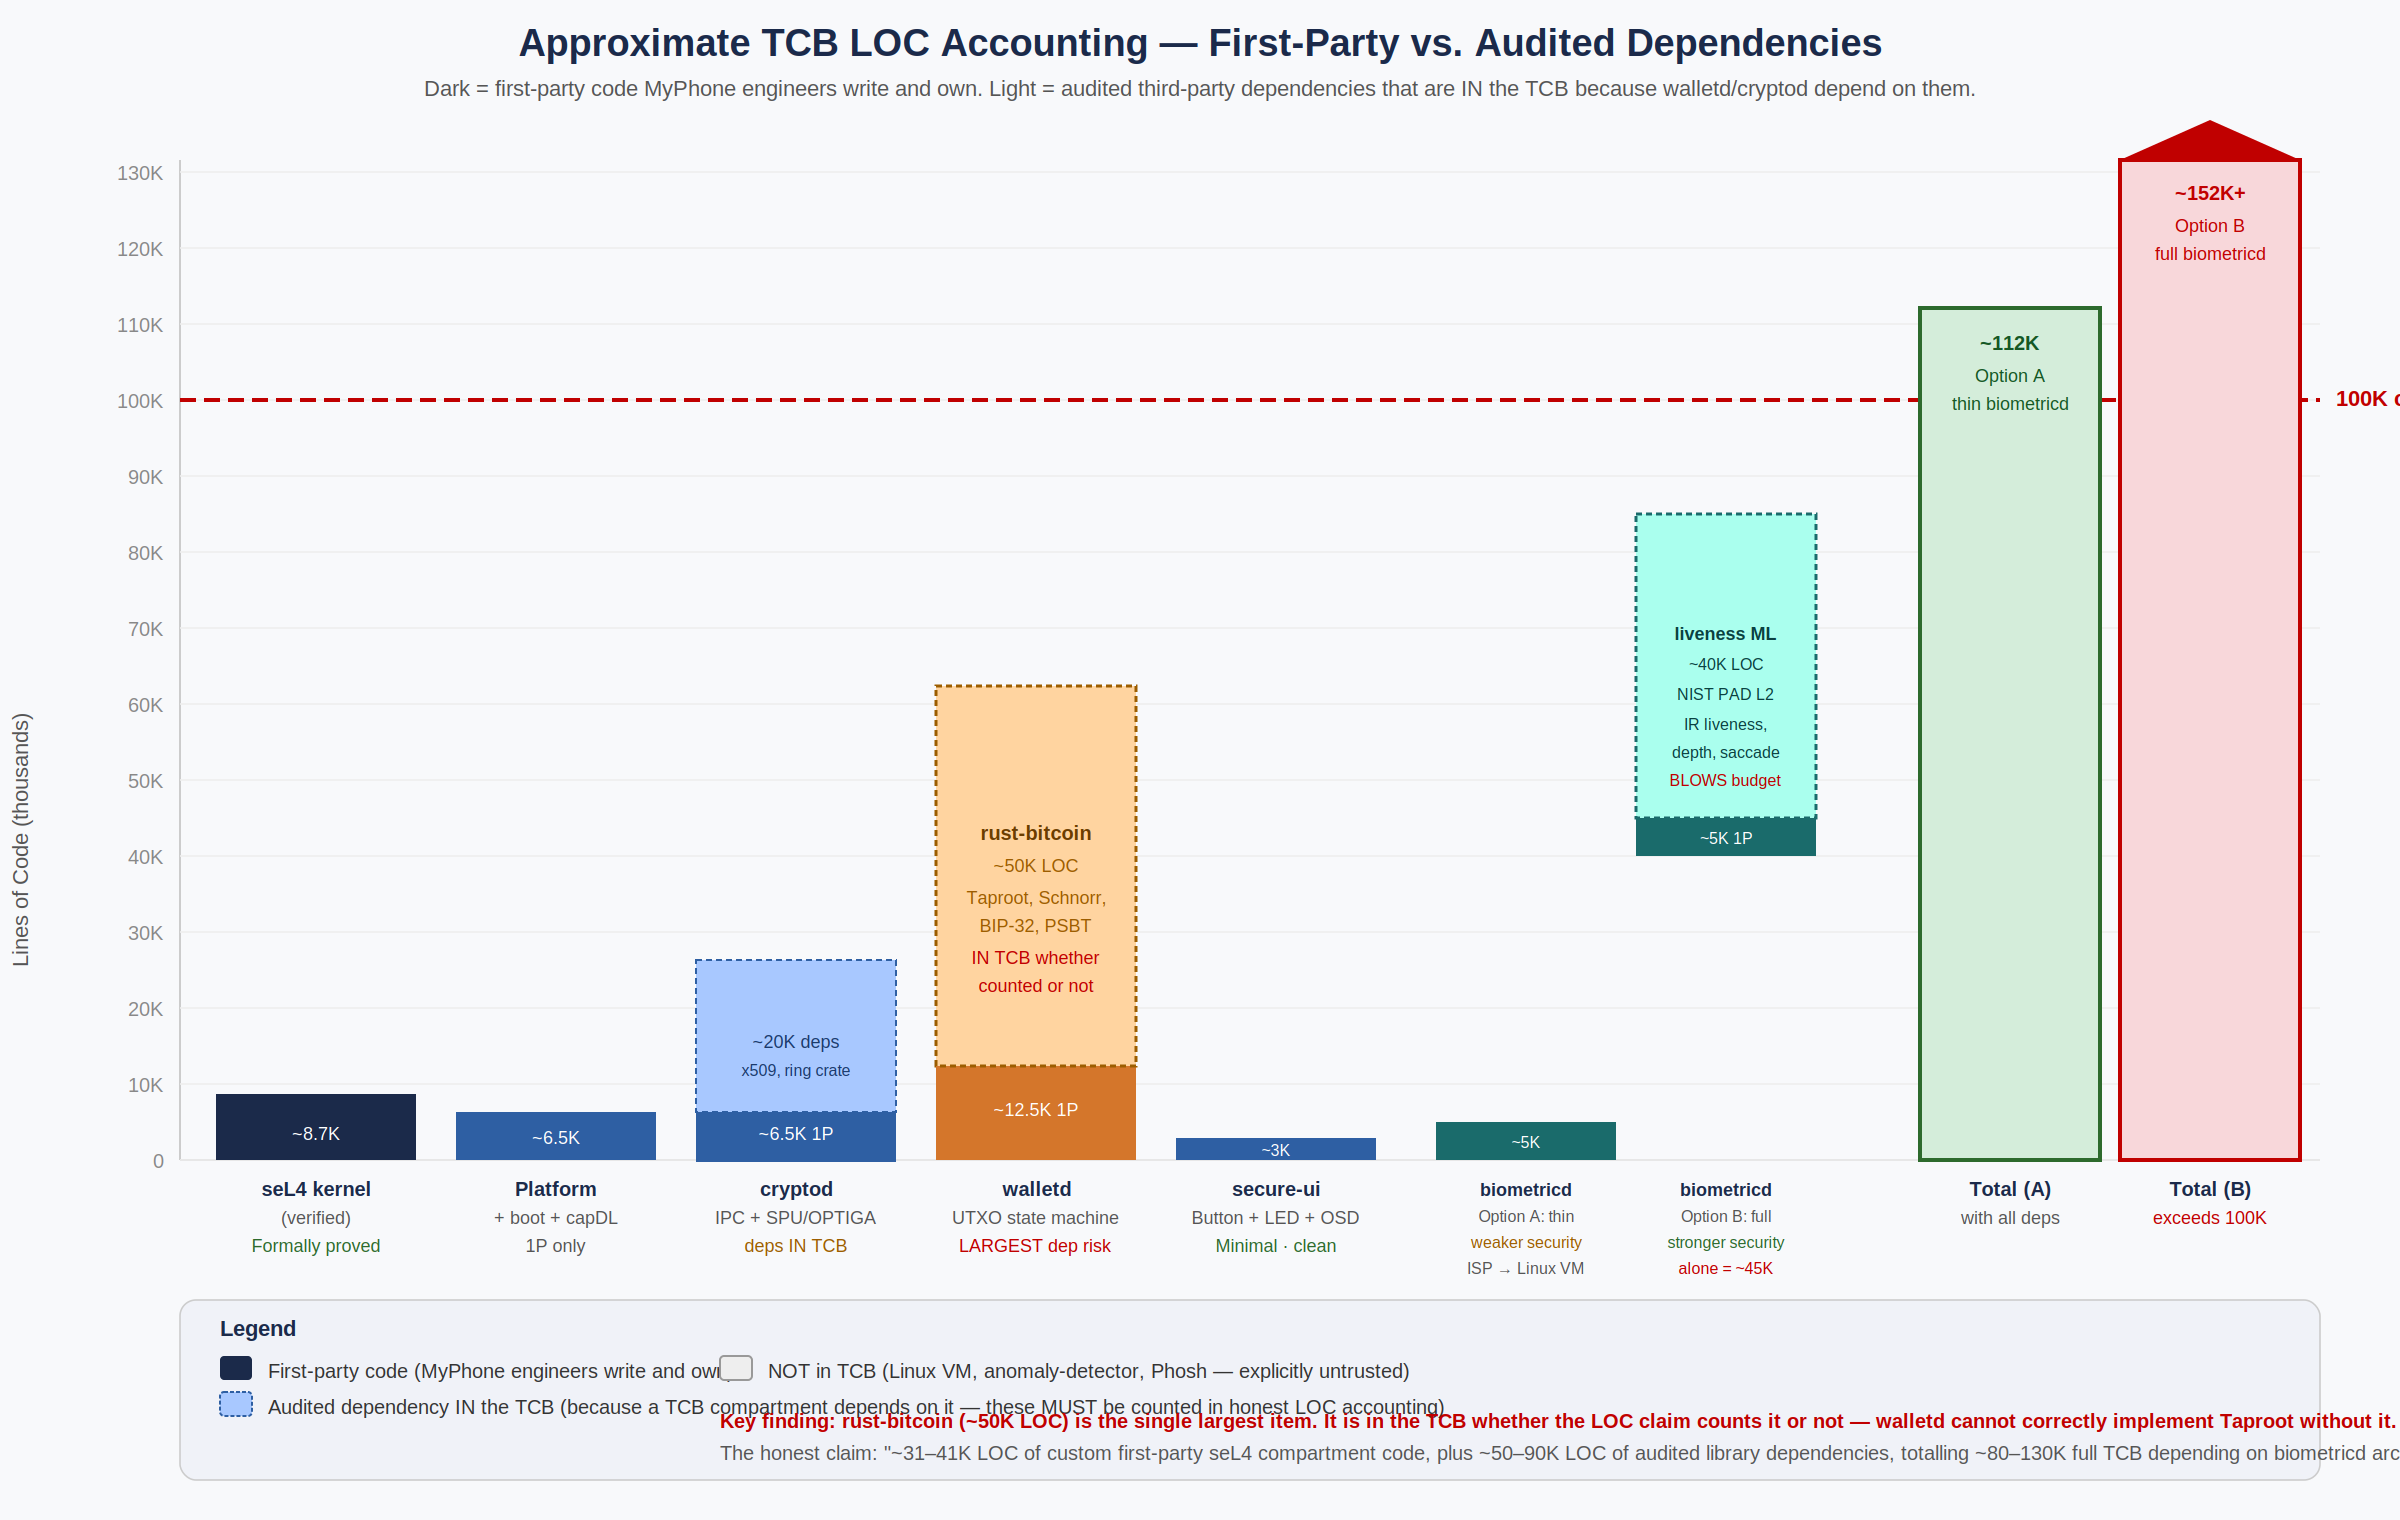 Approximate TCB LOC Accounting — First-Party vs. Audited Dependencies
Dark = first-party code MyPhone engineers write and own. Light = audited third-party dependencies that are IN the TCB because walletd/cryptod depend on them.
Lines of Code (thousands)
130K
120K
110K
100K
90K
80K
70K
60K
50K
40K
30K
20K
10K
0
100K
~8.7K
~6.5K
~20K deps
x509, ring crate
~6.5K 1P
rust-bitcoin
~50K LOC
Taproot, Schnorr,
BIP-32, PSBT
IN TCB whether
counted or not
~12.5K 1P
~3K
~5K
liveness ML
~40K LOC
NIST PAD L2
IR liveness,
depth, saccade
BLOWS budget
~5K 1P
~112K
Option A
thin biometricd
~152K+
Option B
full biometricd
seL4 kernel
(verified)
Formally proved
Platform
+ boot + capDL
1P only
cryptod
IPC + SPU/OPTIGA
deps IN TCB
walletd
UTXO state machine
LARGEST dep risk
secure-ui
Button + LED + OSD
Minimal · clean
biometricd
Option A: thin
weaker security
ISP → Linux VM
biometricd
Option B: full
stronger security
alone = ~45K
Total (A)
with all deps
Total (B)
exceeds 100K
Legend
First-party code (MyPhone engineers write and own)
NOT in TCB (Linux VM, anomaly-detector, Phosh — explicitly untrusted)
Audited dependency IN the TCB (because a TCB compartment depends on it — these MUST be counted in honest LOC accounting)
Key finding: rust-bitcoin (~50K LOC) is the single largest item. It is in the TCB whether the LOC claim counts it or not — walletd cannot correctly implement Taproot without it.
The honest claim: "~31–41K LOC of custom first-party seL4 compartment code, plus ~50–90K LOC of audited library dependencies, totalling ~80–130K full TCB depending on biometricd